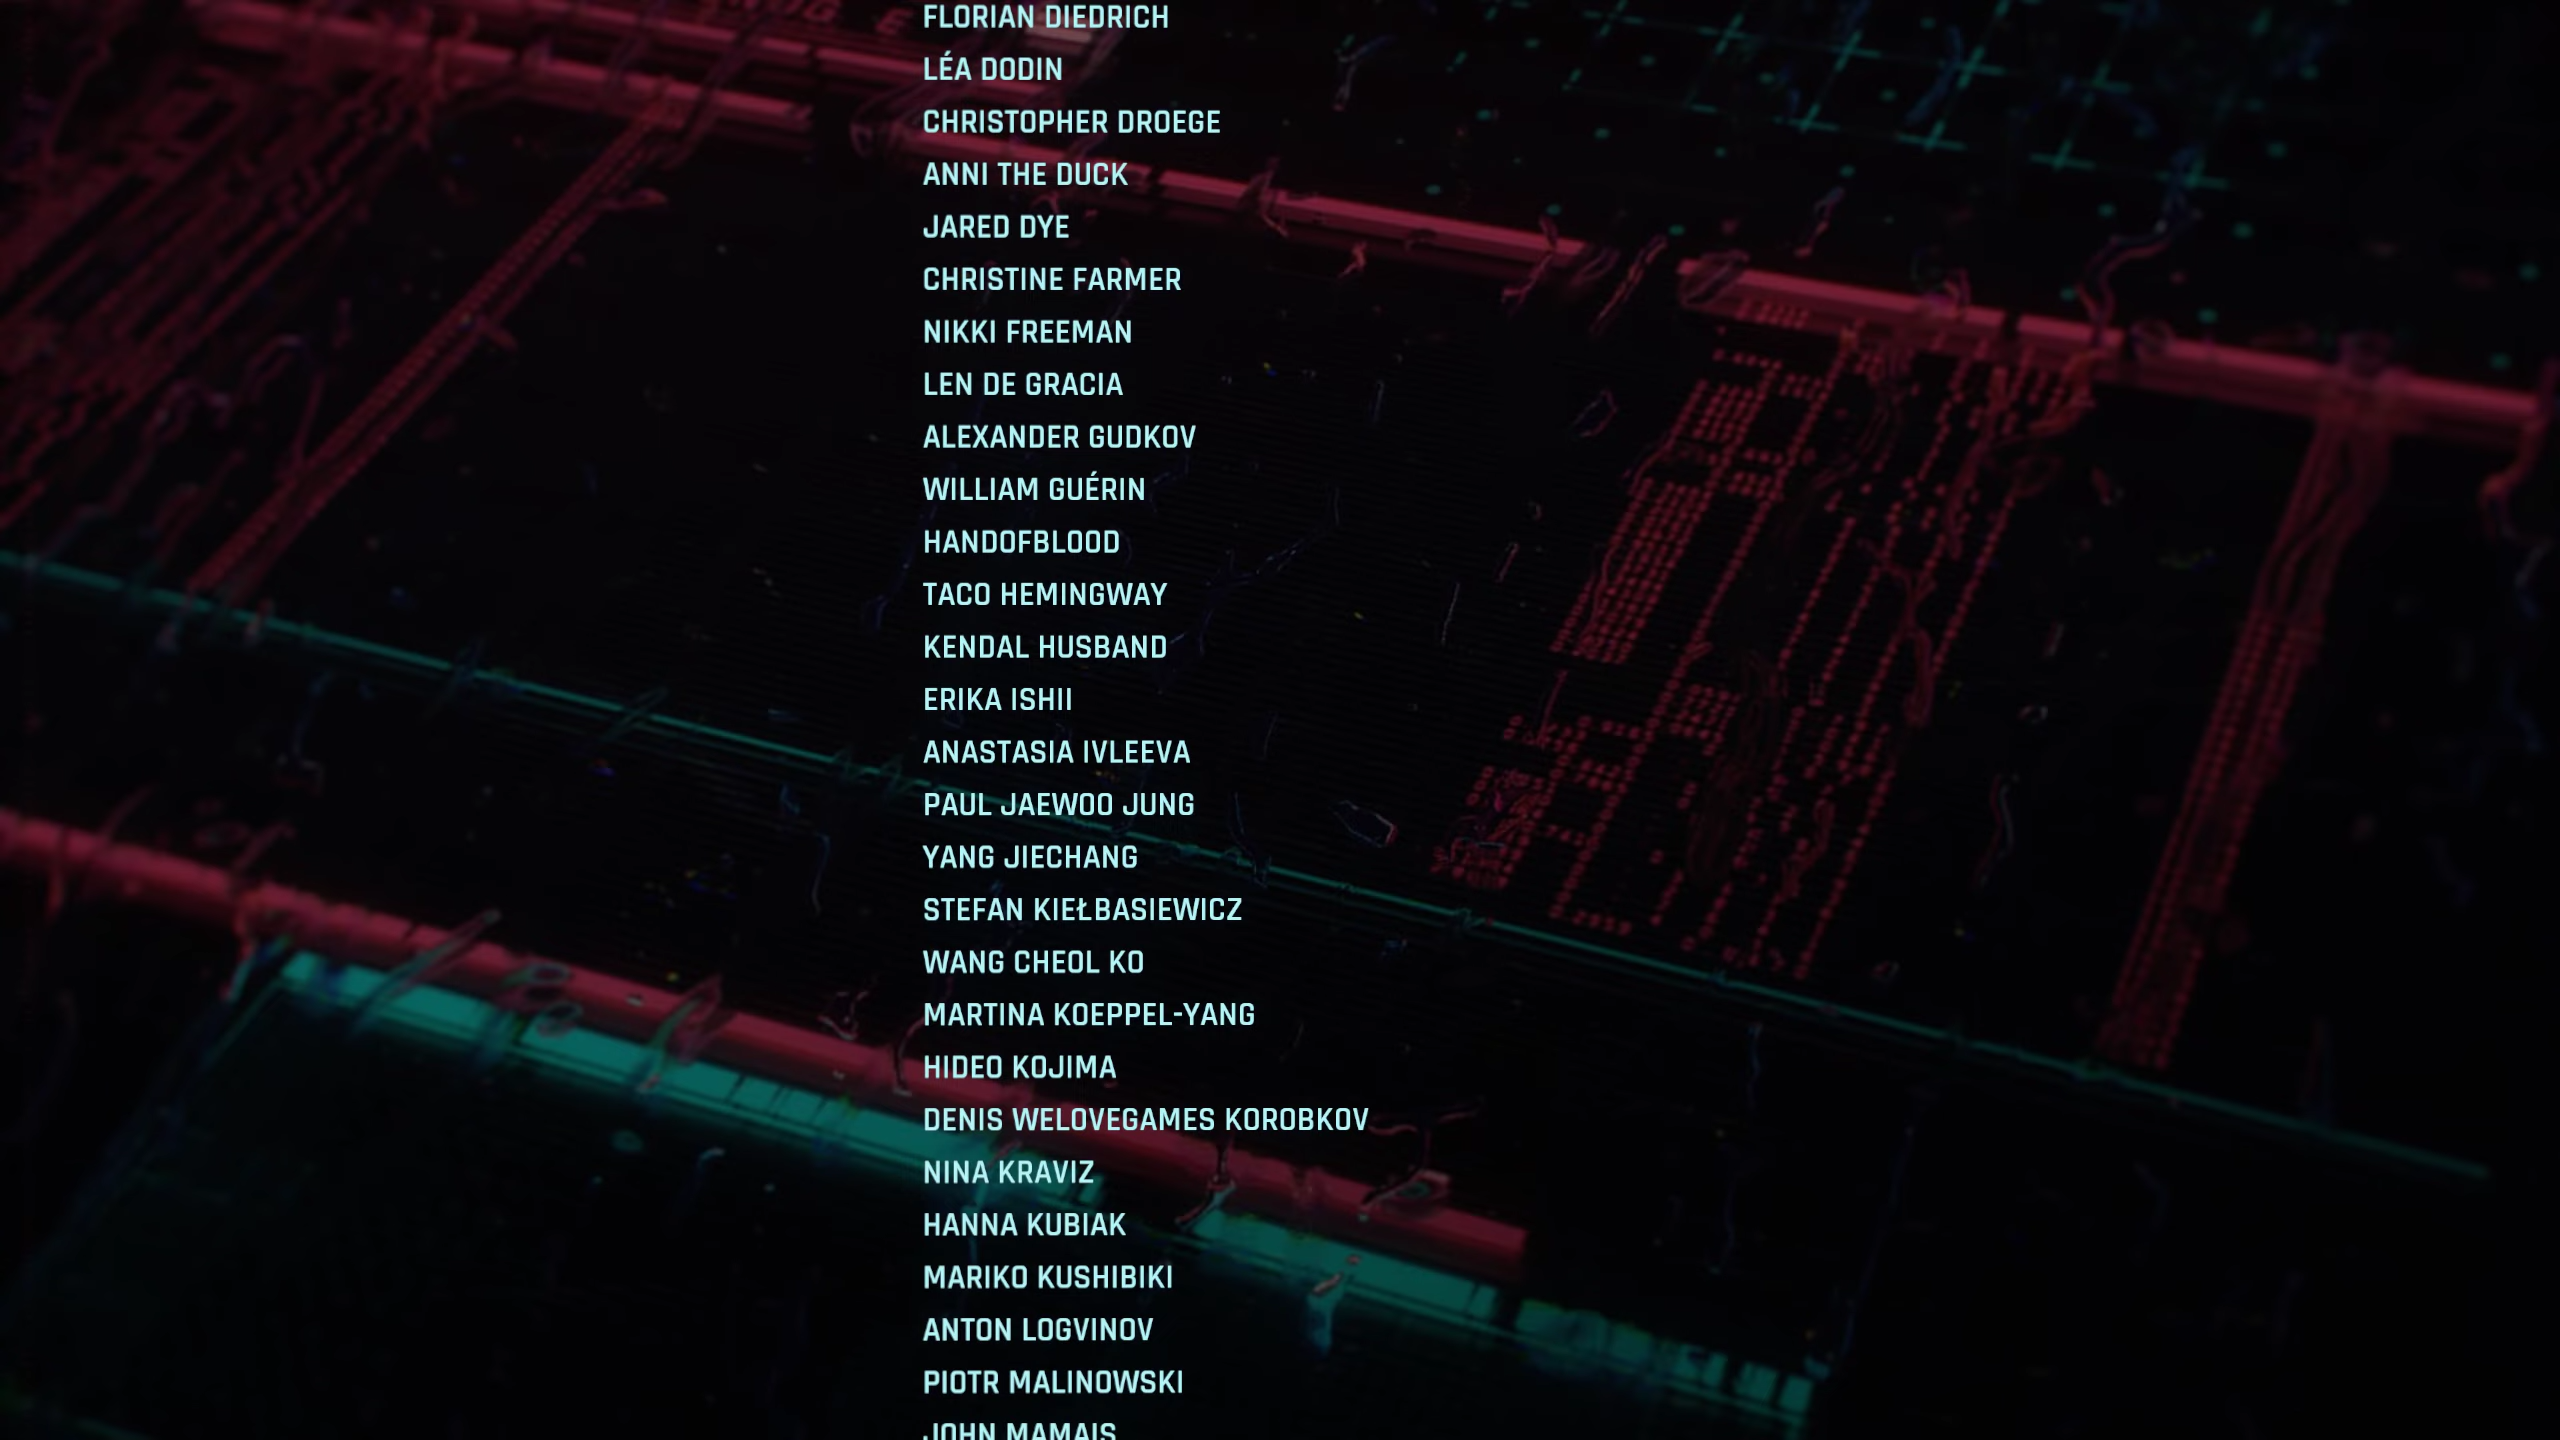 FLORIAN DIEDRICH
LÉA DODIN
CHRISTOPHER DROEGE
ANNI THE DUCK
JARED DYE
CHRISTINE FARMER
NIKKI FREEMAN
LEN DE GRACIA
ALEXANDER GUDKOV
WILLIAM GUÉRIN
HANDOFBLOOD
TACO HEMINGWAY
KENDAL HUSBAND
ERIKA ISHII
ANASTASIA IVLEEVA
PAUL JAEWOO JUNG
YANG JIECHANG
STEFAN KIEŁBASIEWICZ
WANG CHEOL KO
MARTINA KOEPPEL-YANG
HIDEO KOJIMA
DENIS WELOVEGAMES KOROBKOV
NINA KRAVIZ
HANNA KUBIAK
MARIKO KUSHIBIKI
ANTON LOGVINOV
PIOTR MALINOWSKI
JOHN MAMAIS